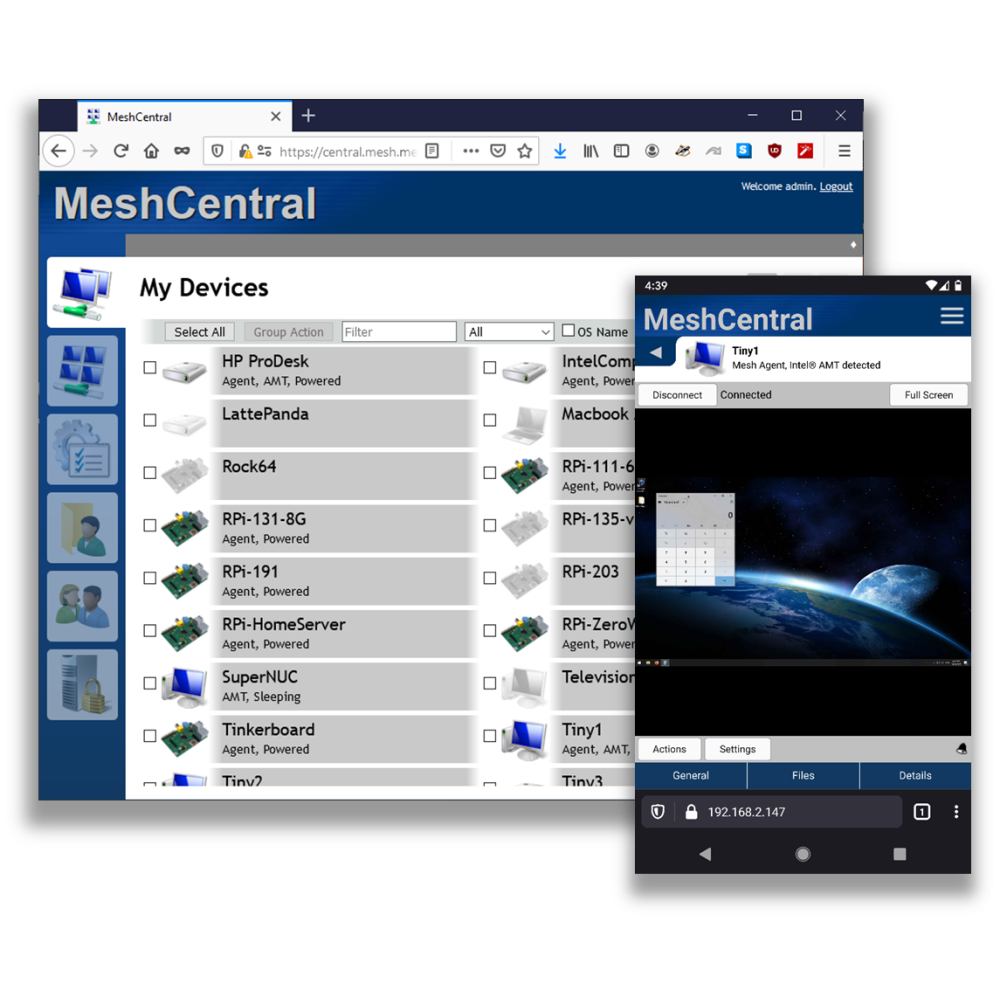 MeshCentral
https://central.mesh.me
Welcome admin. Logout
MeshCentral
My Devices
Select All
Group Action
Filter
All
OS Name
HP ProDesk
Agent, AMT, Powered
LattePanda
Rock64
RPi-131-8G
Agent, Powered
RPi-191
Agent, Powered
RPi-HomeServer
Agent, Powered
SuperNUC
AMT, Sleeping
Tinkerboard
Agent, Powered
Tiny2
IntelComp
Agent, Power
Macbook
RPi-111-6
Agent, Power
RPi-135-v
RPi-203
RPi-ZeroW
Agent, Power
Television
Tiny1
Agent, AMT,
Tiny3
4:39
MeshCentral
Tiny1
Mesh Agent, Intel® AMT detected
Disconnect
Connected
Full Screen
0
Actions
Settings
General
Files
Details
192.168.2.147
1